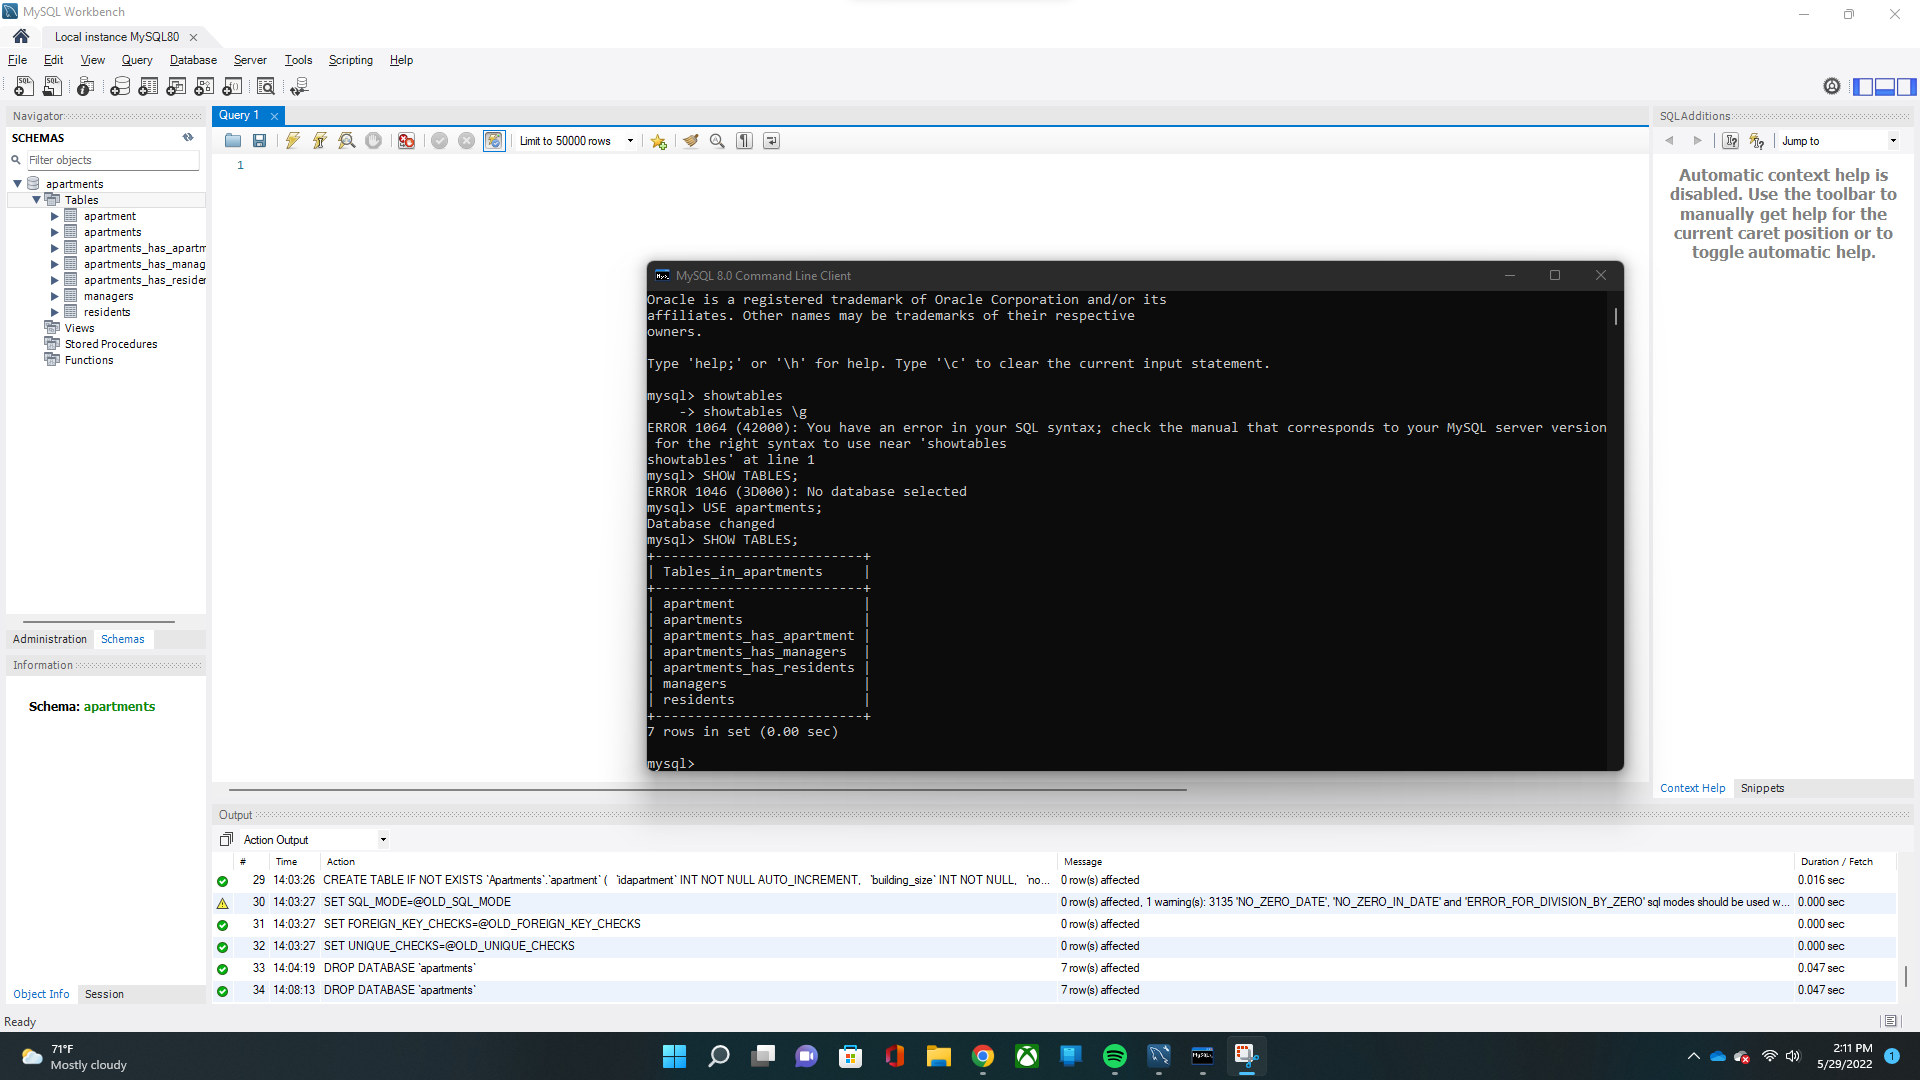 MySQL Workbench
Local instance MySQL80
File Edit View Query Database Server Tools Scripting Help
Navigator
SCHEMAS
Filter objects
apartments
Tables
apartment
apartments
apartments_has_apartm
apartments_has_manag
apartments_has_resider
managers
residents
Views
Stored Procedures
Functions
Administration Schemas
Information
Schema: apartments
Object Info Session
Ready
Query 1
Limit to 50000 rows
1
MySQL 8.0 Command Line Client
Oracle is a registered trademark of Oracle Corporation and/or its
affiliates. Other names may be trademarks of their respective
owners.
Type 'help;' or '\h' for help. Type '\c' to clear the current input statement.
mysql> showtables
    -> showtables \g
ERROR 1064 (42000): You have an error in your SQL syntax; check the manual that corresponds to your MySQL server version
 for the right syntax to use near 'showtables
showtables' at line 1
mysql> SHOW TABLES;
ERROR 1046 (3D000): No database selected
mysql> USE apartments;
Database changed
mysql> SHOW TABLES;
+--------------------------+
| Tables_in_apartments     |
+--------------------------+
| apartment                |
| apartments               |
| apartments_has_apartment |
| apartments_has_managers  |
| apartments_has_residents |
| managers                 |
| residents                |
+--------------------------+
7 rows in set (0.00 sec)
mysql>
SQLAdditions
Jump to
Automatic context help is
disabled. Use the toolbar to
manually get help for the
current caret position or to
toggle automatic help.
Context Help Snippets
Output
Action Output
# Time Action Message Duration / Fetch
29 14:03:26 CREATE TABLE IF NOT EXISTS `Apartments`.`apartment` ( `idapartment` INT NOT NULL AUTO_INCREMENT, `building_size` INT NOT NULL, `no... 0 row(s) affected 0.016 sec
30 14:03:27 SET SQL_MODE=@OLD_SQL_MODE 0 row(s) affected, 1 warning(s): 3135 'NO_ZERO_DATE', 'NO_ZERO_IN_DATE' and 'ERROR_FOR_DIVISION_BY_ZERO' sql modes should be used w... 0.000 sec
31 14:03:27 SET FOREIGN_KEY_CHECKS=@OLD_FOREIGN_KEY_CHECKS 0 row(s) affected 0.000 sec
32 14:03:27 SET UNIQUE_CHECKS=@OLD_UNIQUE_CHECKS 0 row(s) affected 0.000 sec
33 14:04:19 DROP DATABASE `apartments` 7 row(s) affected 0.047 sec
34 14:08:13 DROP DATABASE `apartments` 7 row(s) affected 0.047 sec
71°F
Mostly cloudy
2:11 PM
5/29/2022
1